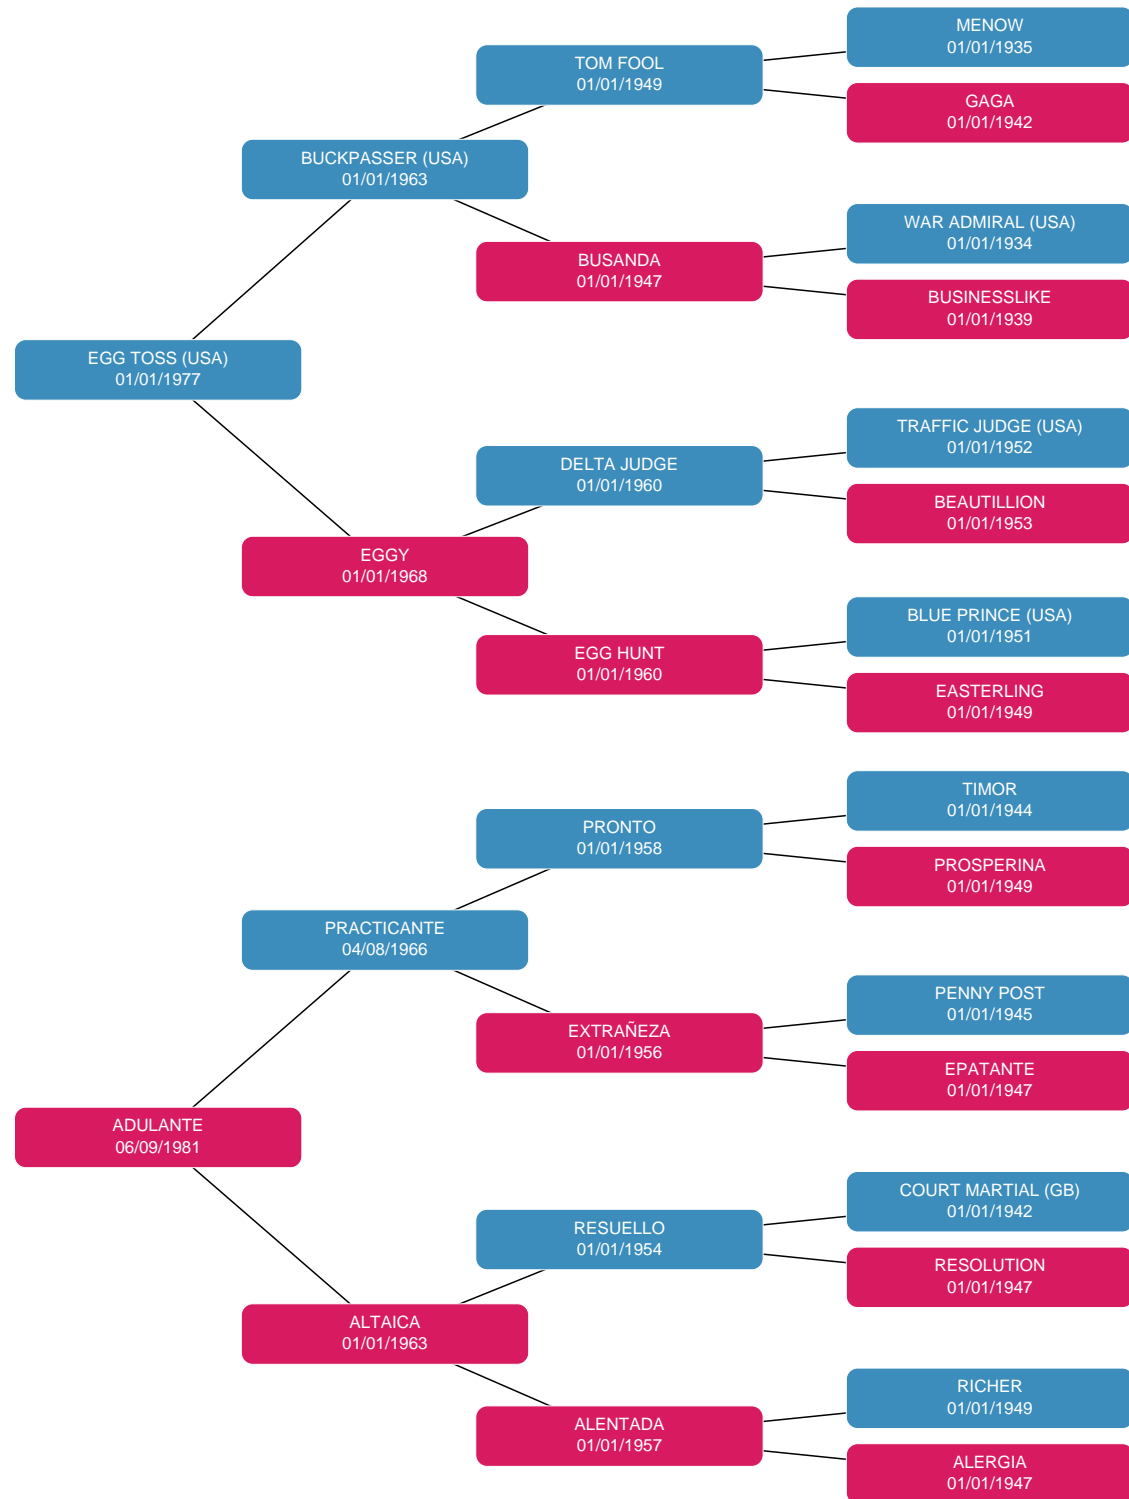 MENOW
01/01/1935
TOM FOOL
01/01/1949
GAGA
01/01/1942
BUCKPASSER (USA)
01/01/1963
WAR ADMIRAL (USA)
01/01/1934
BUSANDA
01/01/1947
BUSINESSLIKE
01/01/1939
EGG TOSS (USA)
01/01/1977
TRAFFIC JUDGE (USA)
01/01/1952
DELTA JUDGE
01/01/1960
BEAUTILLION
01/01/1953
EGGY
01/01/1968
BLUE PRINCE (USA)
01/01/1951
EGG HUNT
01/01/1960
EASTERLING
01/01/1949
TIMOR
01/01/1944
PRONTO
01/01/1958
PROSPERINA
01/01/1949
PRACTICANTE
04/08/1966
PENNY POST
01/01/1945
EXTRAÑEZA
01/01/1956
EPATANTE
01/01/1947
ADULANTE
06/09/1981
COURT MARTIAL (GB)
01/01/1942
RESUELLO
01/01/1954
RESOLUTION
01/01/1947
ALTAICA
01/01/1963
RICHER
01/01/1949
ALENTADA
01/01/1957
ALERGIA
01/01/1947